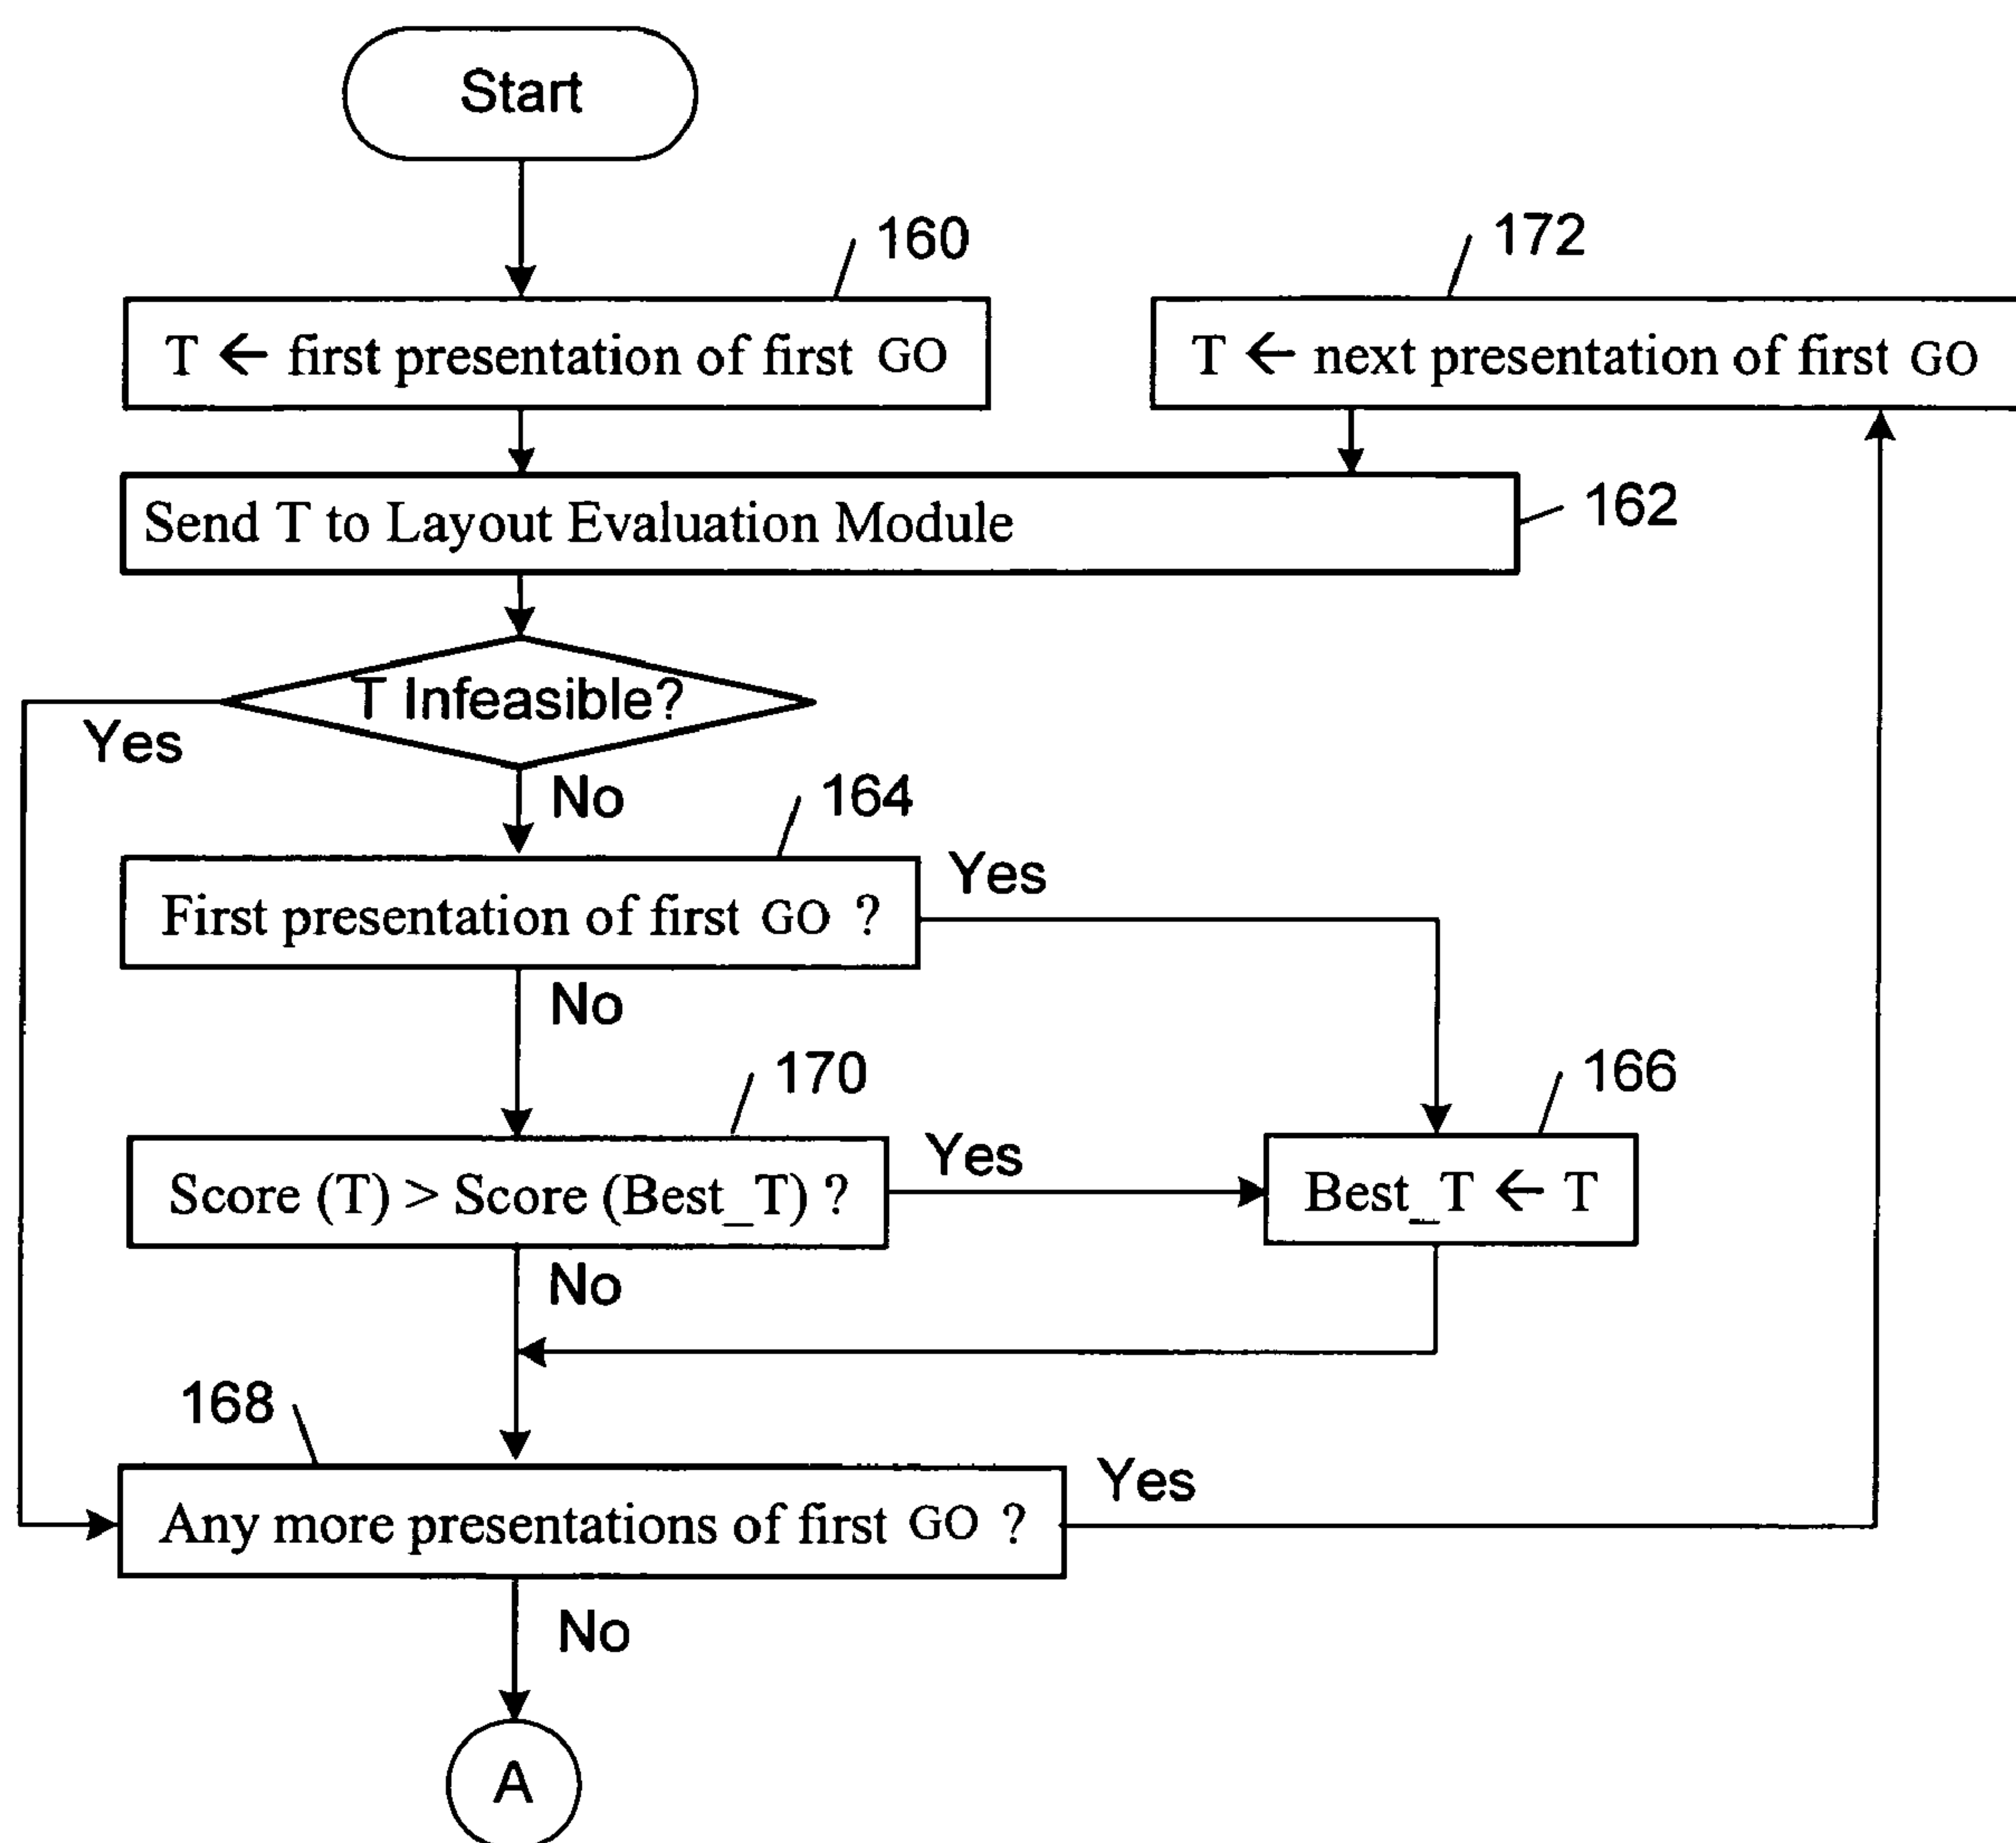 Start
160
172
T ← first presentation of first GO
T ← next presentation of first GO
Send T to Layout Evaluation Module
162
T Infeasible?
Yes
No
164
First presentation of first GO ?
Yes
No
170
166
Score (T) > Score (Best_T) ?
Yes
Best_T ← T
No
168
Any more presentations of first GO ?
Yes
No
A